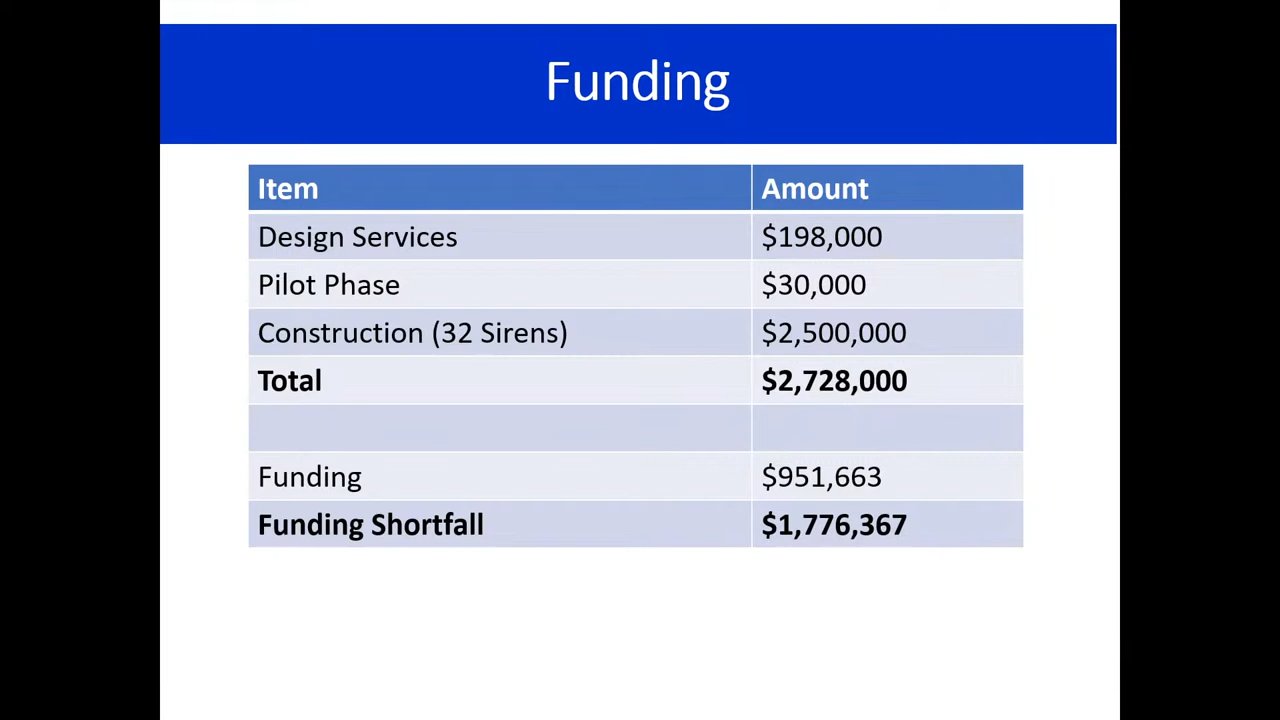 Funding
Item Amount
Design Services $198,000
Pilot Phase $30,000
Construction (32 Sirens) $2,500,000
Total $2,728,000
Funding $951,663
Funding Shortfall $1,776,367